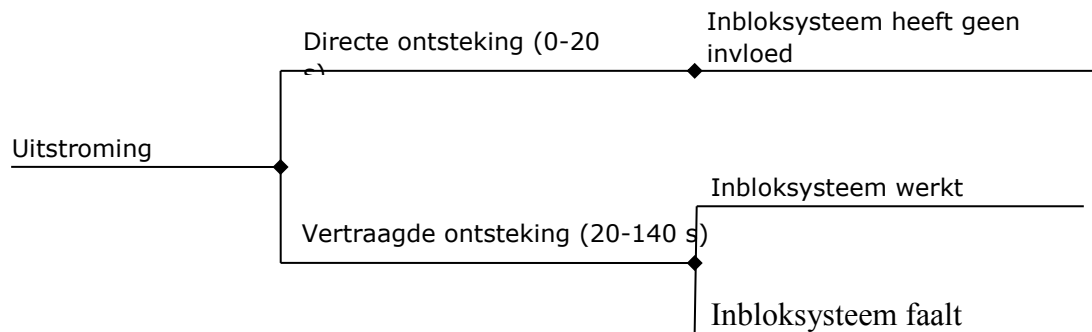 Directe ontsteking (0-20
Inbloksysteem heeft geen
invloed
Uitstroming
Inbloksysteem werkt
Vertraagde ontsteking (20-140 s)
Inbloksysteem faalt